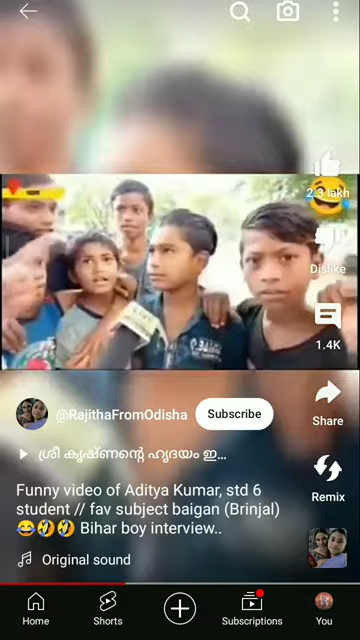 2.3 lakh
Dislike
1.4K
Share
Remix
@RajithaFromOdisha
Subscribe
ശ്രീ കൃഷ്ണന്റെ ഹൃദയം ഇ...
Funny video of Aditya Kumar, std 6
student // fav subject baigan (Brinjal)
😂🤣🤣 Bihar boy interview..
Original sound
Home
Shorts
Subscriptions
You